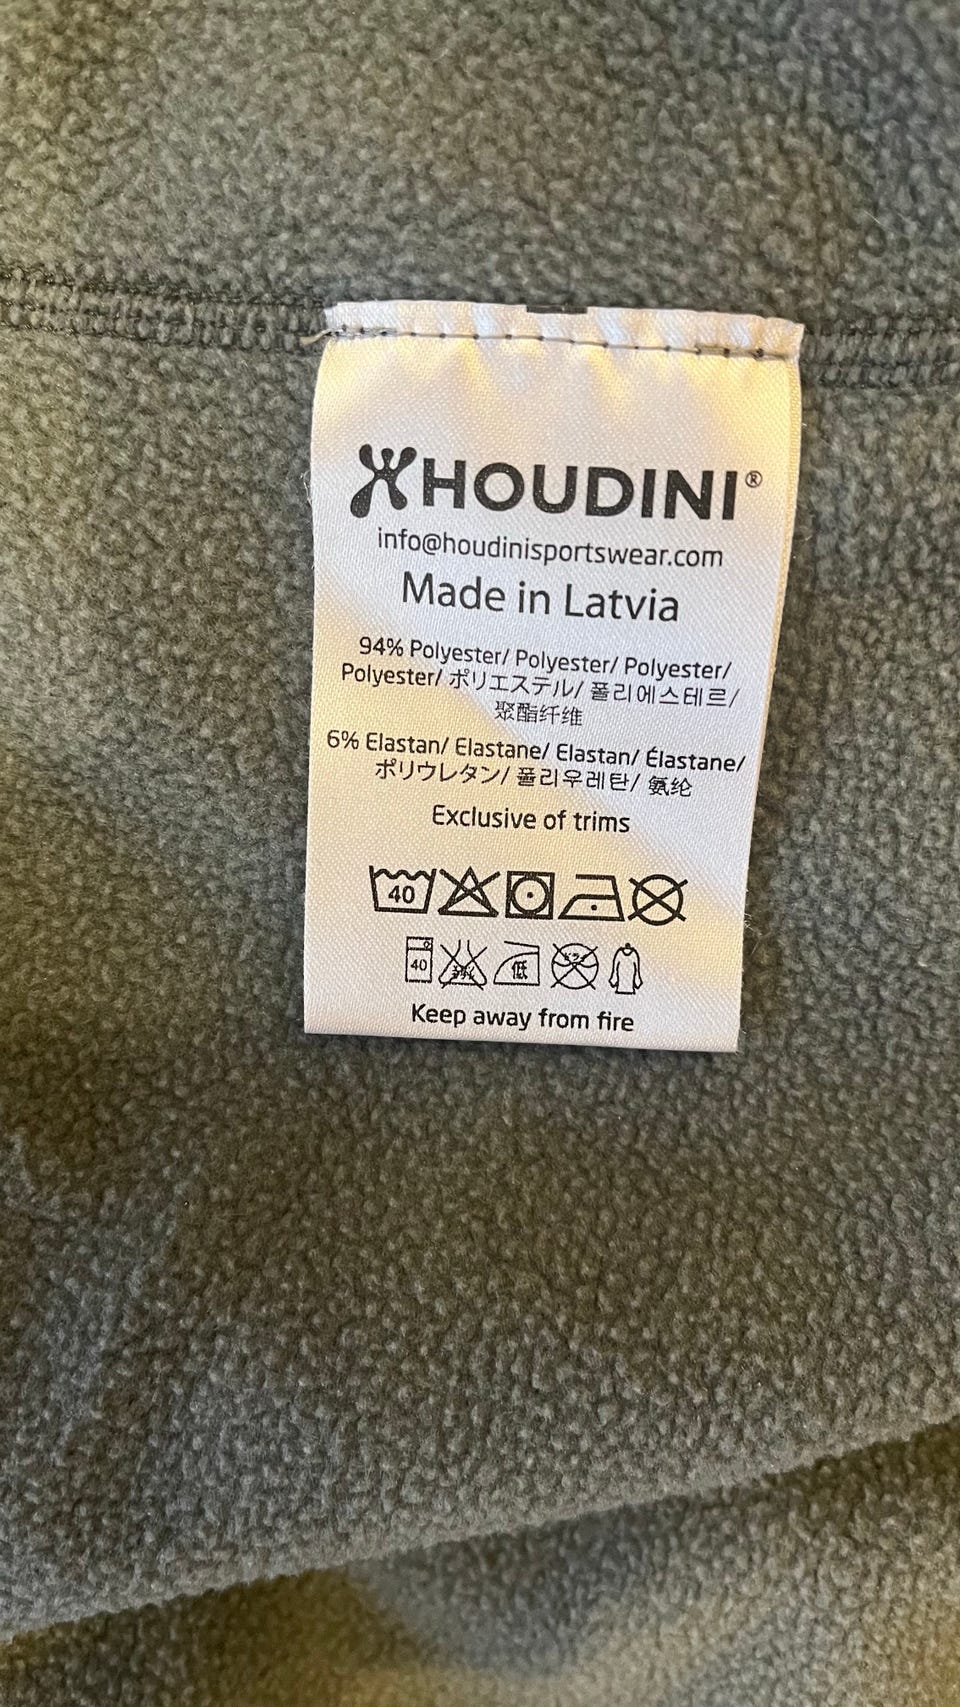 HOUDINI®
info@houdinisportswear.com
Made in Latvia
94% Polyester/ Polyester/ Polyester/
Polyester/ ポリエステル/ 폴리에스테르/
聚酯纤维
6% Elastan/ Elastane/ Elastan/ Élastane/
ポリウレタン/ 폴리우레탄/ 氨纶
Exclusive of trims
40
40 低
Keep away from fire